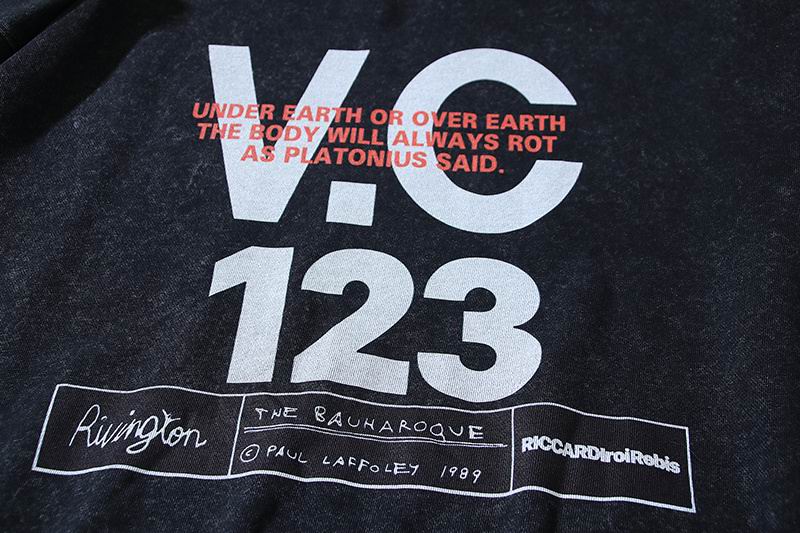 V.C
UNDER EARTH OR OVER EARTH
THE BODY WILL ALWAYS ROT
AS PLATONIUS SAID.
123
Rivington
THE BAUHAROQUE
© PAUL LAFFOLEY 1989
RICCARDIroiRebis